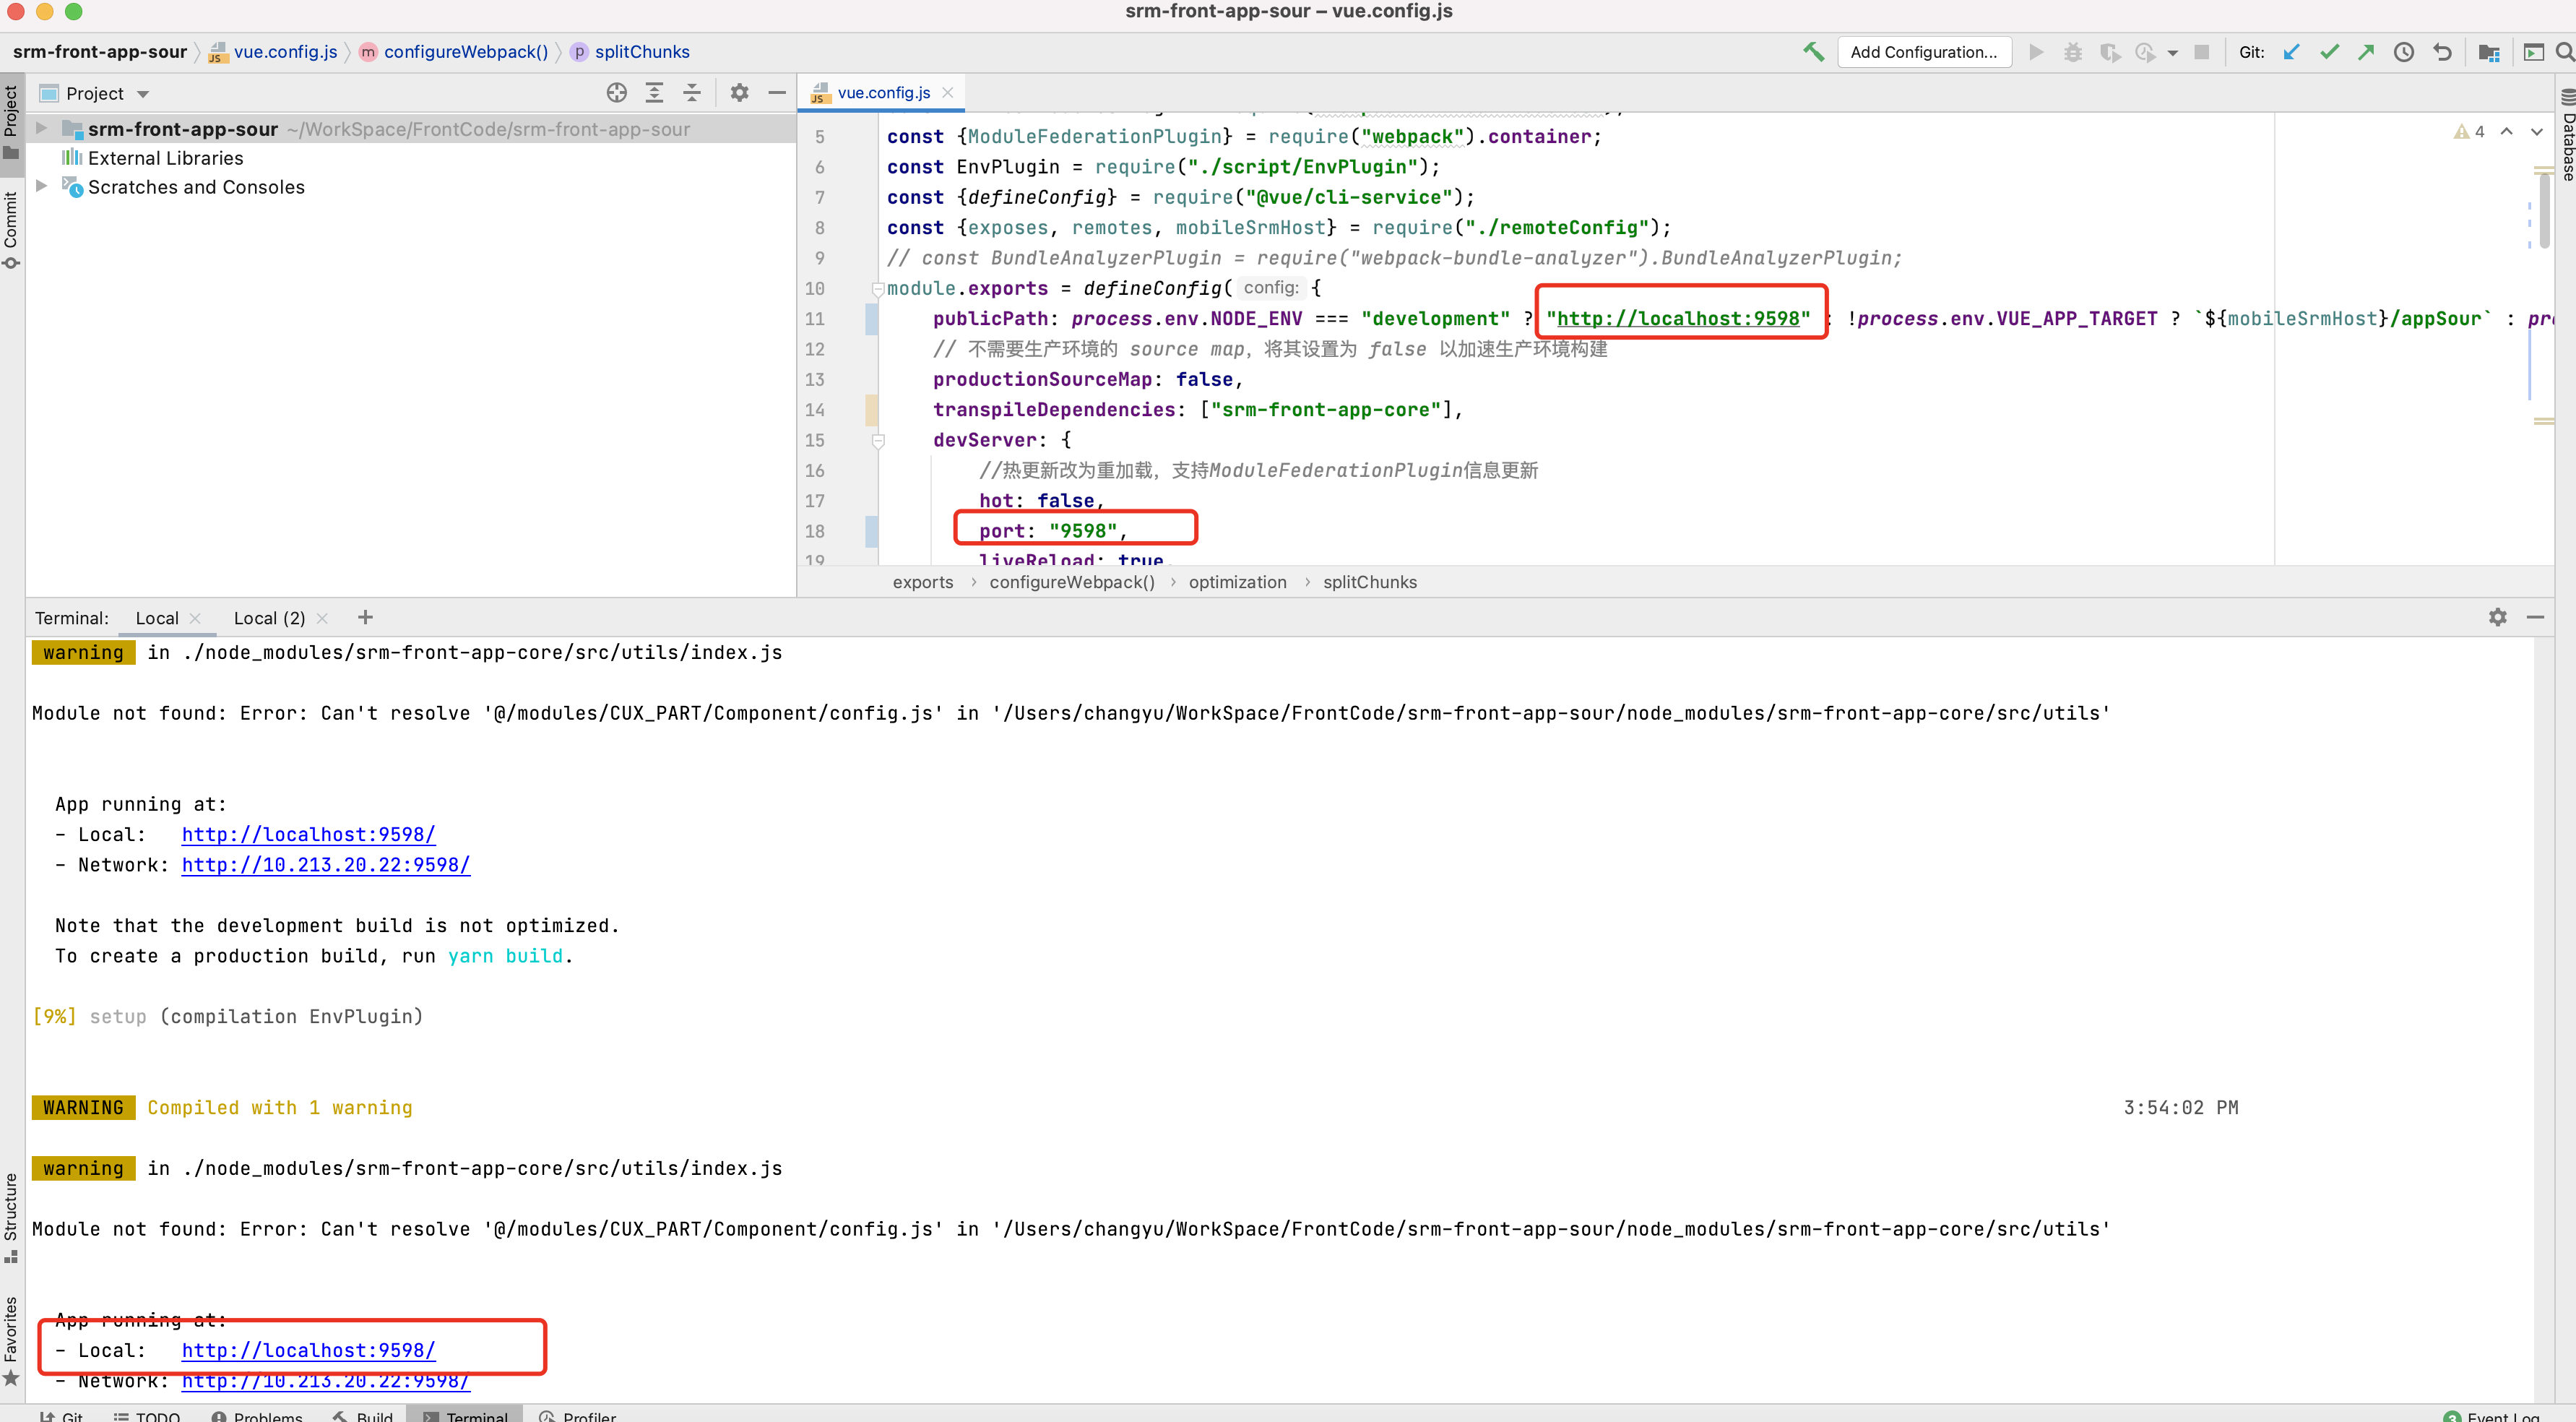 srm-front-app-sour – vue.config.js
srm-front-app-sour vue.config.js m configureWebpack() p splitChunks
Add Configuration...
Git:
Project
Commit
Structure
Favorites
Database
Project
srm-front-app-sour ~/WorkSpace/FrontCode/srm-front-app-sour
External Libraries
Scratches and Consoles
vue.config.js
4
5 const {ModuleFederationPlugin} = require("webpack").container;
6 const EnvPlugin = require("./script/EnvPlugin");
7 const {defineConfig} = require("@vue/cli-service");
8 const {exposes, remotes, mobileSrmHost} = require("./remoteConfig");
9 // const BundleAnalyzerPlugin = require("webpack-bundle-analyzer").BundleAnalyzerPlugin;
10 module.exports = defineConfig( config: {
11 publicPath: process.env.NODE_ENV === "development" ? "http://localhost:9598" : !process.env.VUE_APP_TARGET ? `${mobileSrmHost}/appSour` : pr
12 // 不需要生产环境的 source map，将其设置为 false 以加速生产环境构建
13 productionSourceMap: false,
14 transpileDependencies: ["srm-front-app-core"],
15 devServer: {
16 //热更新改为重加载，支持ModuleFederationPlugin信息更新
17 hot: false,
18 port: "9598",
19 liveReload: true,
exports › configureWebpack() › optimization › splitChunks
Terminal: Local Local (2)
warning in ./node_modules/srm-front-app-core/src/utils/index.js
Module not found: Error: Can't resolve '@/modules/CUX_PART/Component/config.js' in '/Users/changyu/WorkSpace/FrontCode/srm-front-app-sour/node_modules/srm-front-app-core/src/utils'
App running at:
- Local: http://localhost:9598/
- Network: http://10.213.20.22:9598/
Note that the development build is not optimized.
To create a production build, run yarn build.
[9%] setup (compilation EnvPlugin)
WARNING Compiled with 1 warning 3:54:02 PM
warning in ./node_modules/srm-front-app-core/src/utils/index.js
Module not found: Error: Can't resolve '@/modules/CUX_PART/Component/config.js' in '/Users/changyu/WorkSpace/FrontCode/srm-front-app-sour/node_modules/srm-front-app-core/src/utils'
App running at:
- Local: http://localhost:9598/
- Network: http://10.213.20.22:9598/
Git TODO Problems Build Terminal Profiler 3 Event Log